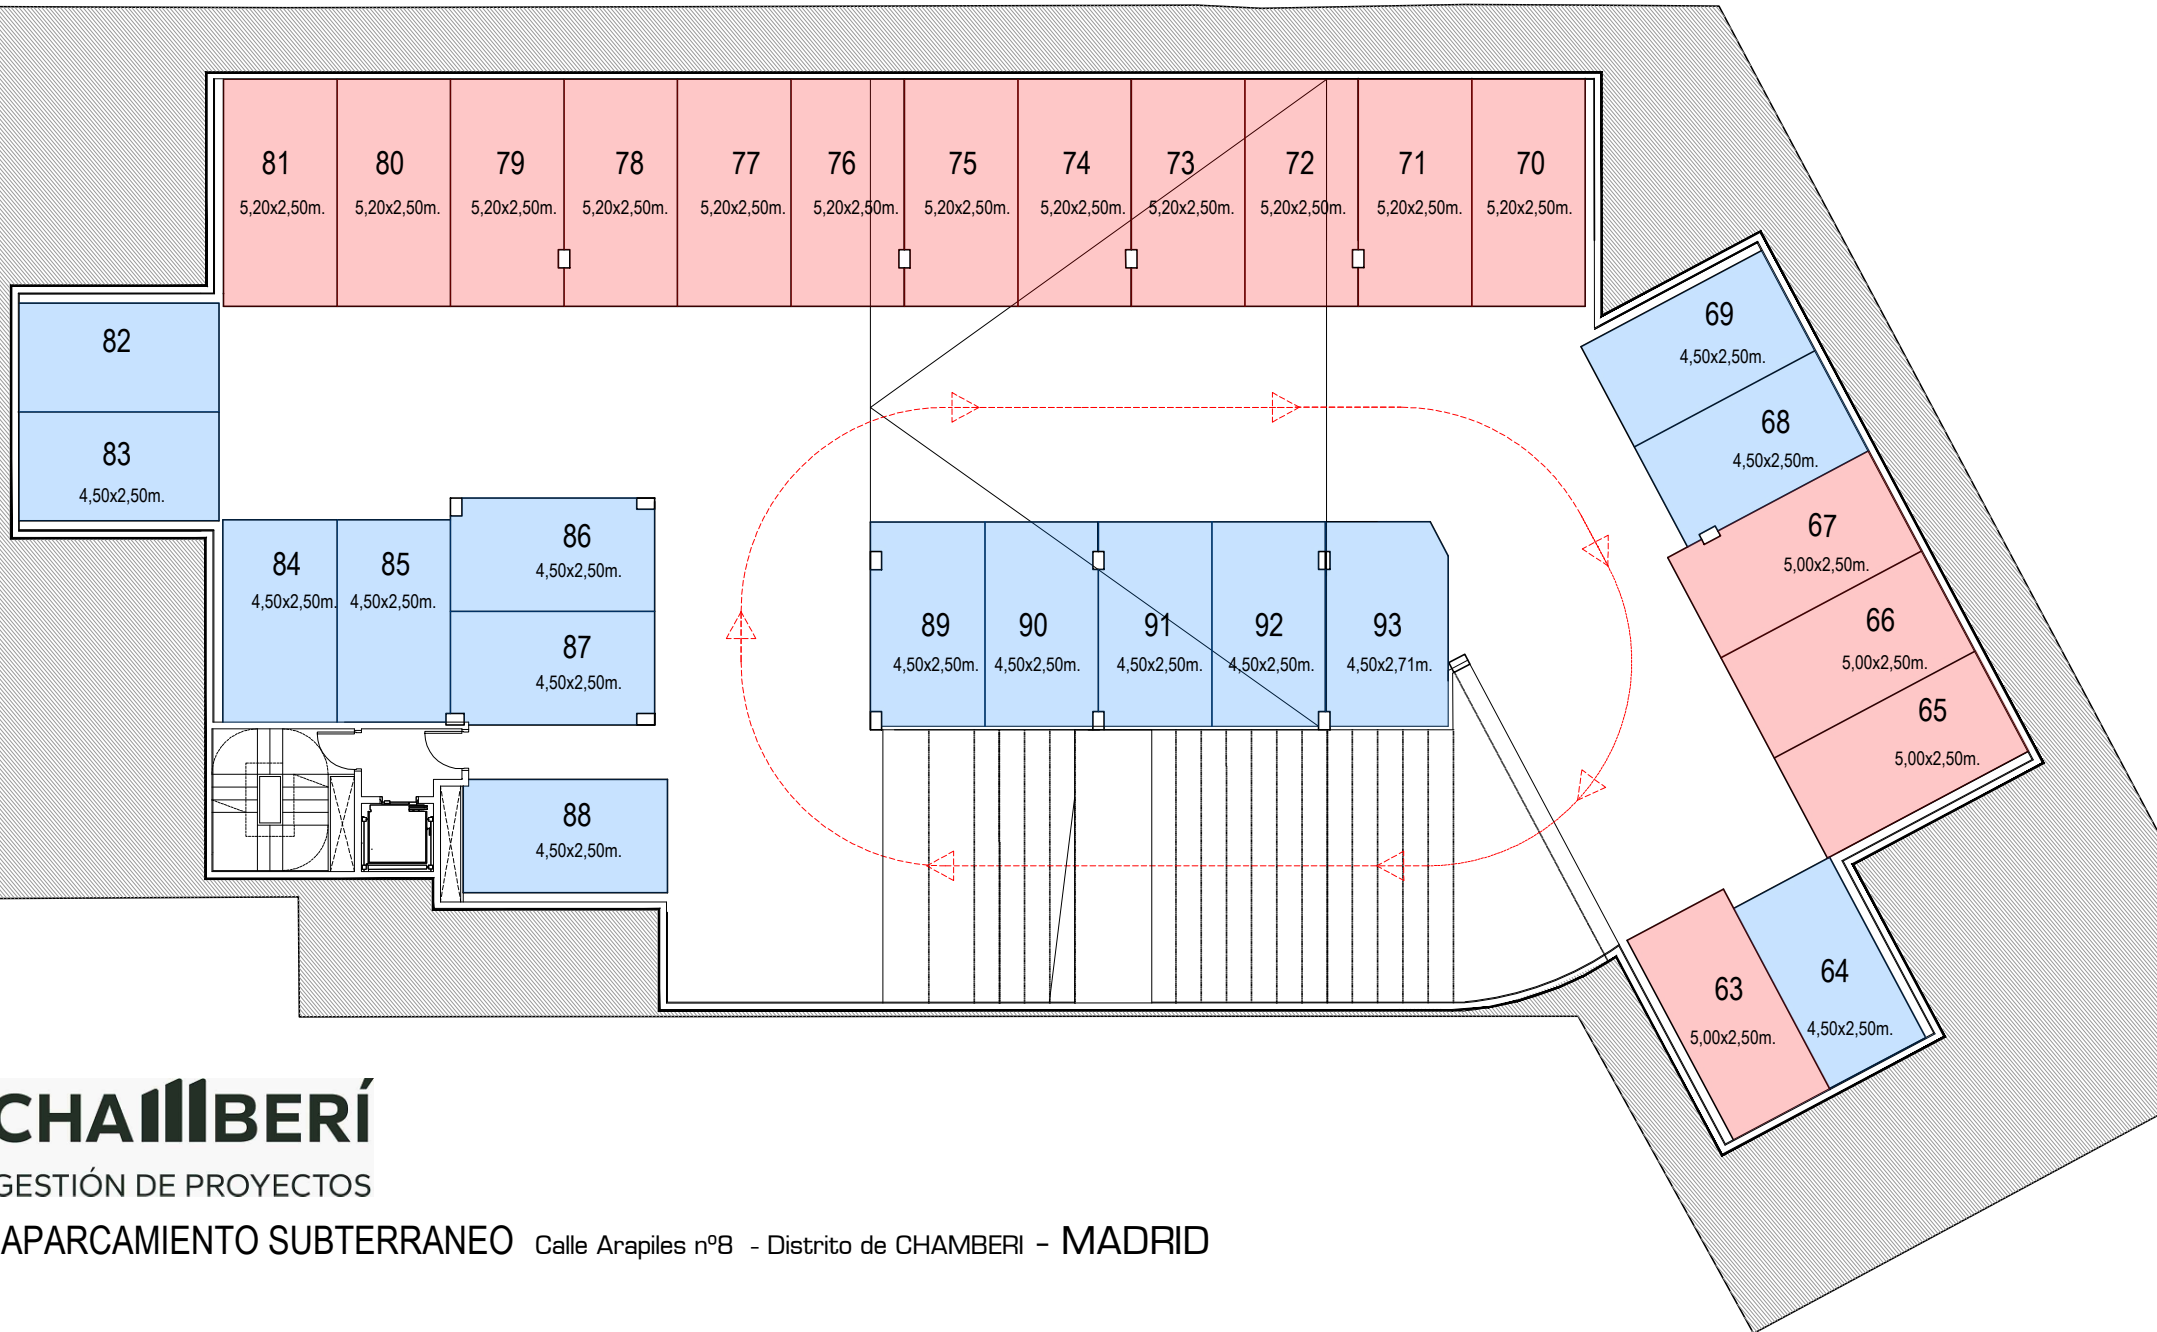 81 80 79 78 77 76 75 74 73 72 71 70
5,20x2,50m. 5,20x2,50m. 5,20x2,50m. 5,20x2,50m. 5,20x2,50m. 5,20x2,50m. 5,20x2,50m. 5,20x2,50m. 5,20x2,50m. 5,20x2,50m. 5,20x2,50m. 5,20x2,50m.
69
4,50x2,50m.
68
4,50x2,50m.
67
5,00x2,50m.
66
5,00x2,50m.
65
5,00x2,50m.
82
83
4,50x2,50m.
84
4,50x2,50m.
85
4,50x2,50m.
86
4,50x2,50m.
87
4,50x2,50m.
88
4,50x2,50m.
89 90 91 92 93
4,50x2,50m. 4,50x2,50m. 4,50x2,50m. 4,50x2,50m. 4,50x2,71m.
63
5,00x2,50m.
64
4,50x2,50m.
CHAMBERÍ
GESTIÓN DE PROYECTOS
APARCAMIENTO SUBTERRANEO Calle Arapiles nº8 - Distrito de CHAMBERI - MADRID